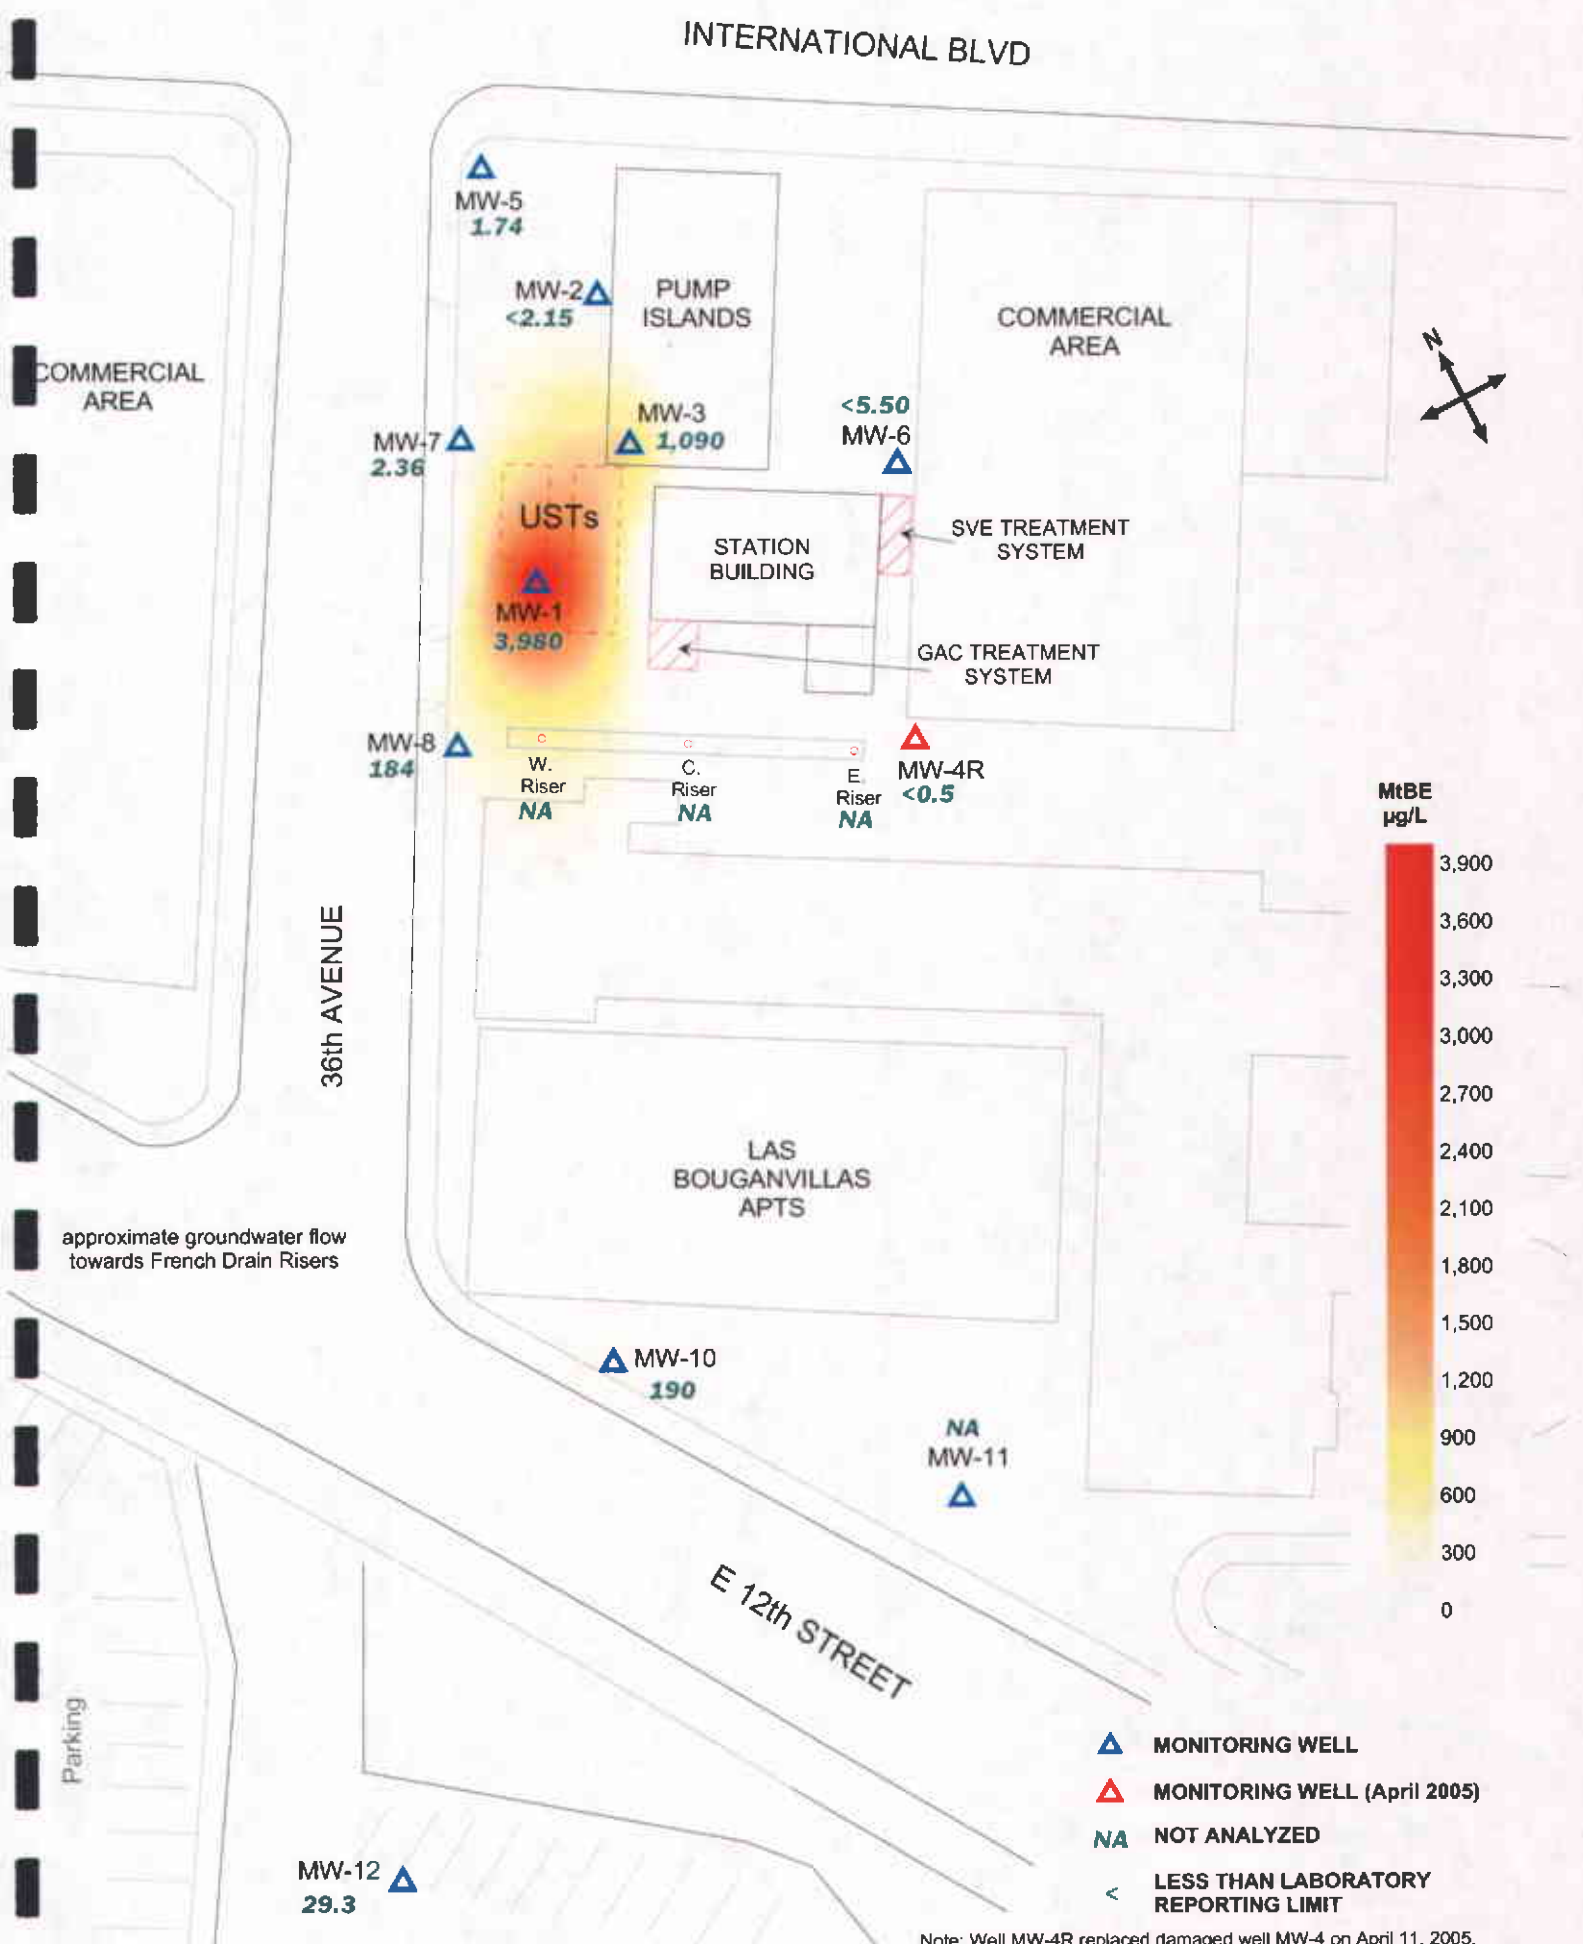 INTERNATIONAL BLVD
MW-5
1.74
MW-2
<2.15
PUMP
ISLANDS
COMMERCIAL
AREA
COMMERCIAL
AREA
N
MW-7
2.36
MW-3
1,090
<5.50
MW-6
USTs
STATION
BUILDING
SVE TREATMENT
SYSTEM
MW-1
3,980
GAC TREATMENT
SYSTEM
MW-8
184
W.
Riser
NA
C.
Riser
NA
E.
Riser
NA
MW-4R
<0.5
MtBE
µg/L
3,900
3,600
3,300
3,000
2,700
2,400
2,100
1,800
1,500
1,200
900
600
300
0
36th AVENUE
LAS
BOUGANVILLAS
APTS
approximate groundwater flow
towards French Drain Risers
MW-10
190
NA
MW-11
E 12th STREET
Parking
MW-12
29.3
MONITORING WELL
MONITORING WELL (April 2005)
NA NOT ANALYZED
< LESS THAN LABORATORY
REPORTING LIMIT
Note: Well MW-4R replaced damaged well MW-4 on April 11, 2005.